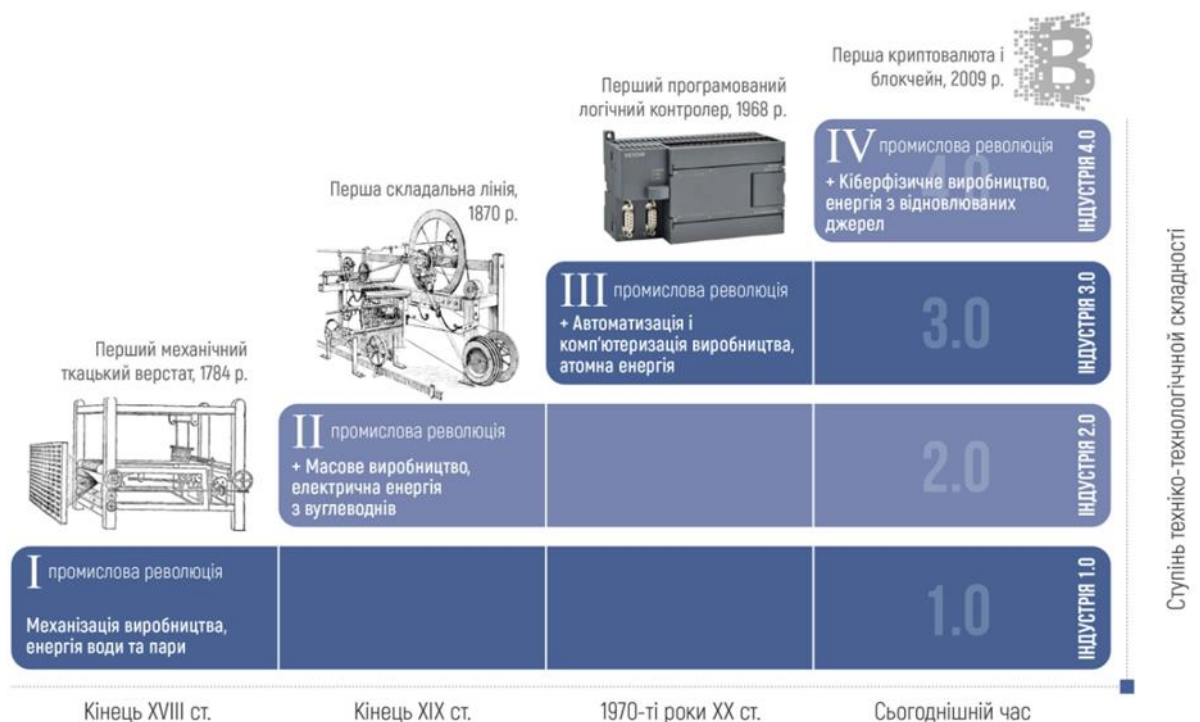 Перша криптовалюта і
блокчейн, 2009 р.
Перший програмований
логічний контролер, 1968 р.
IV промислова революція
+ Кіберфізичне виробництво,
енергія з відновлюваних
джерел
4.0
ІНДУСТРІЯ 4.0
Перша складальна лінія,
1870 р.
III промислова революція
+ Автоматизація і
комп'ютеризація виробництва,
атомна енергія
3.0
ІНДУСТРІЯ 3.0
Перший механічний
ткацький верстат, 1784 р.
II промислова революція
+ Масове виробництво,
електрична енергія
з вуглеводнів
2.0
ІНДУСТРІЯ 2.0
I промислова революція
Механізація виробництва,
енергія води та пари
1.0
ІНДУСТРІЯ 1.0
Ступінь техніко-технологіччной складності
Кінець XVIII ст.
Кінець XIX ст.
1970-ті роки XX ст.
Сьогоднішній час